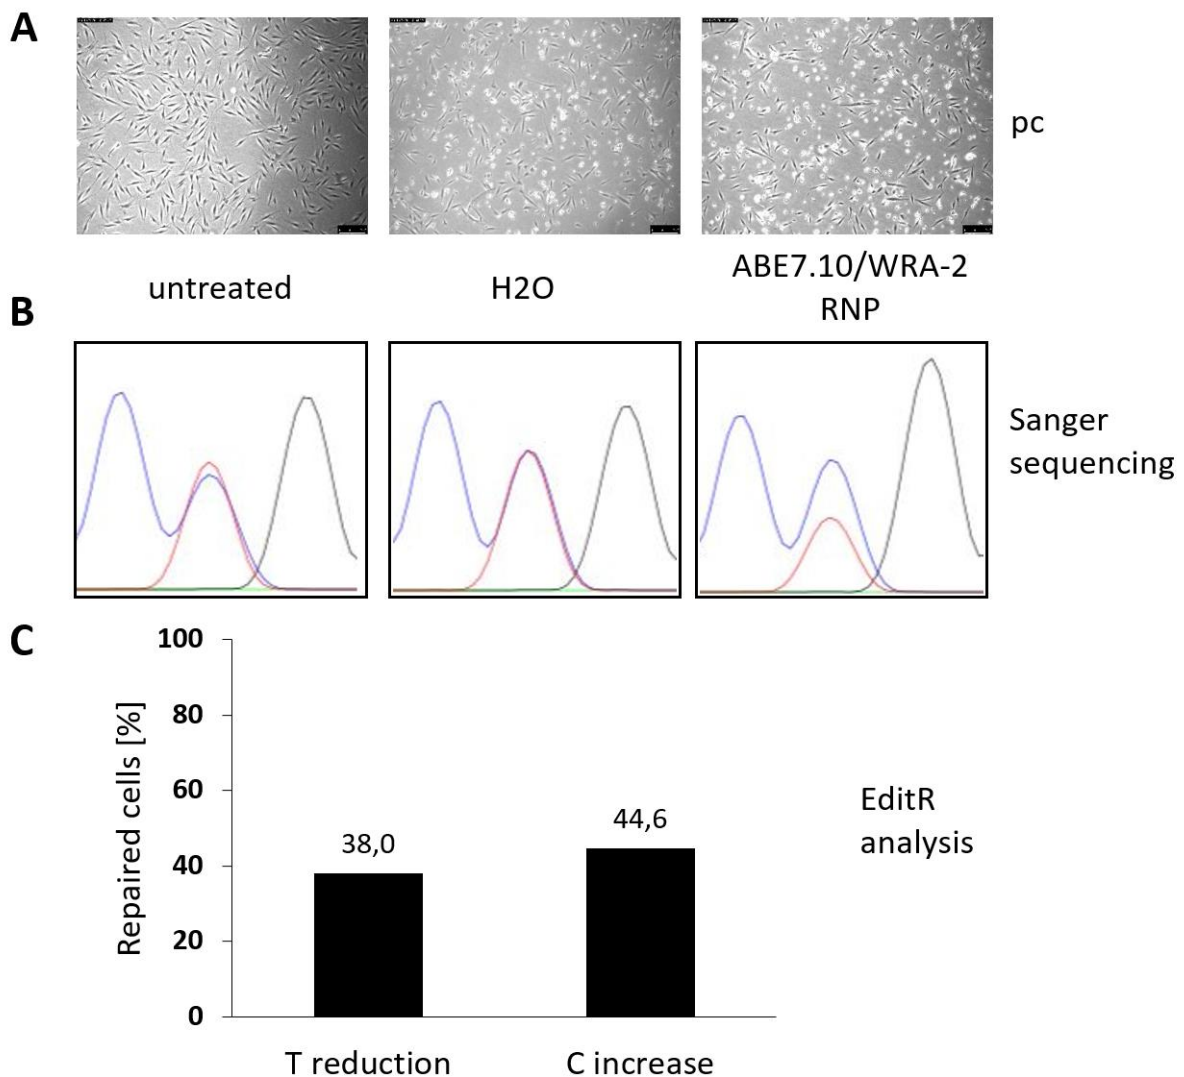 A
pc
untreated
H2O
ABE7.10/WRA-2
RNP
B
Sanger
sequencing
C
100
80
60
40
20
0
Repaired cells [%]
38,0
44,6
T reduction
C increase
EditR
analysis